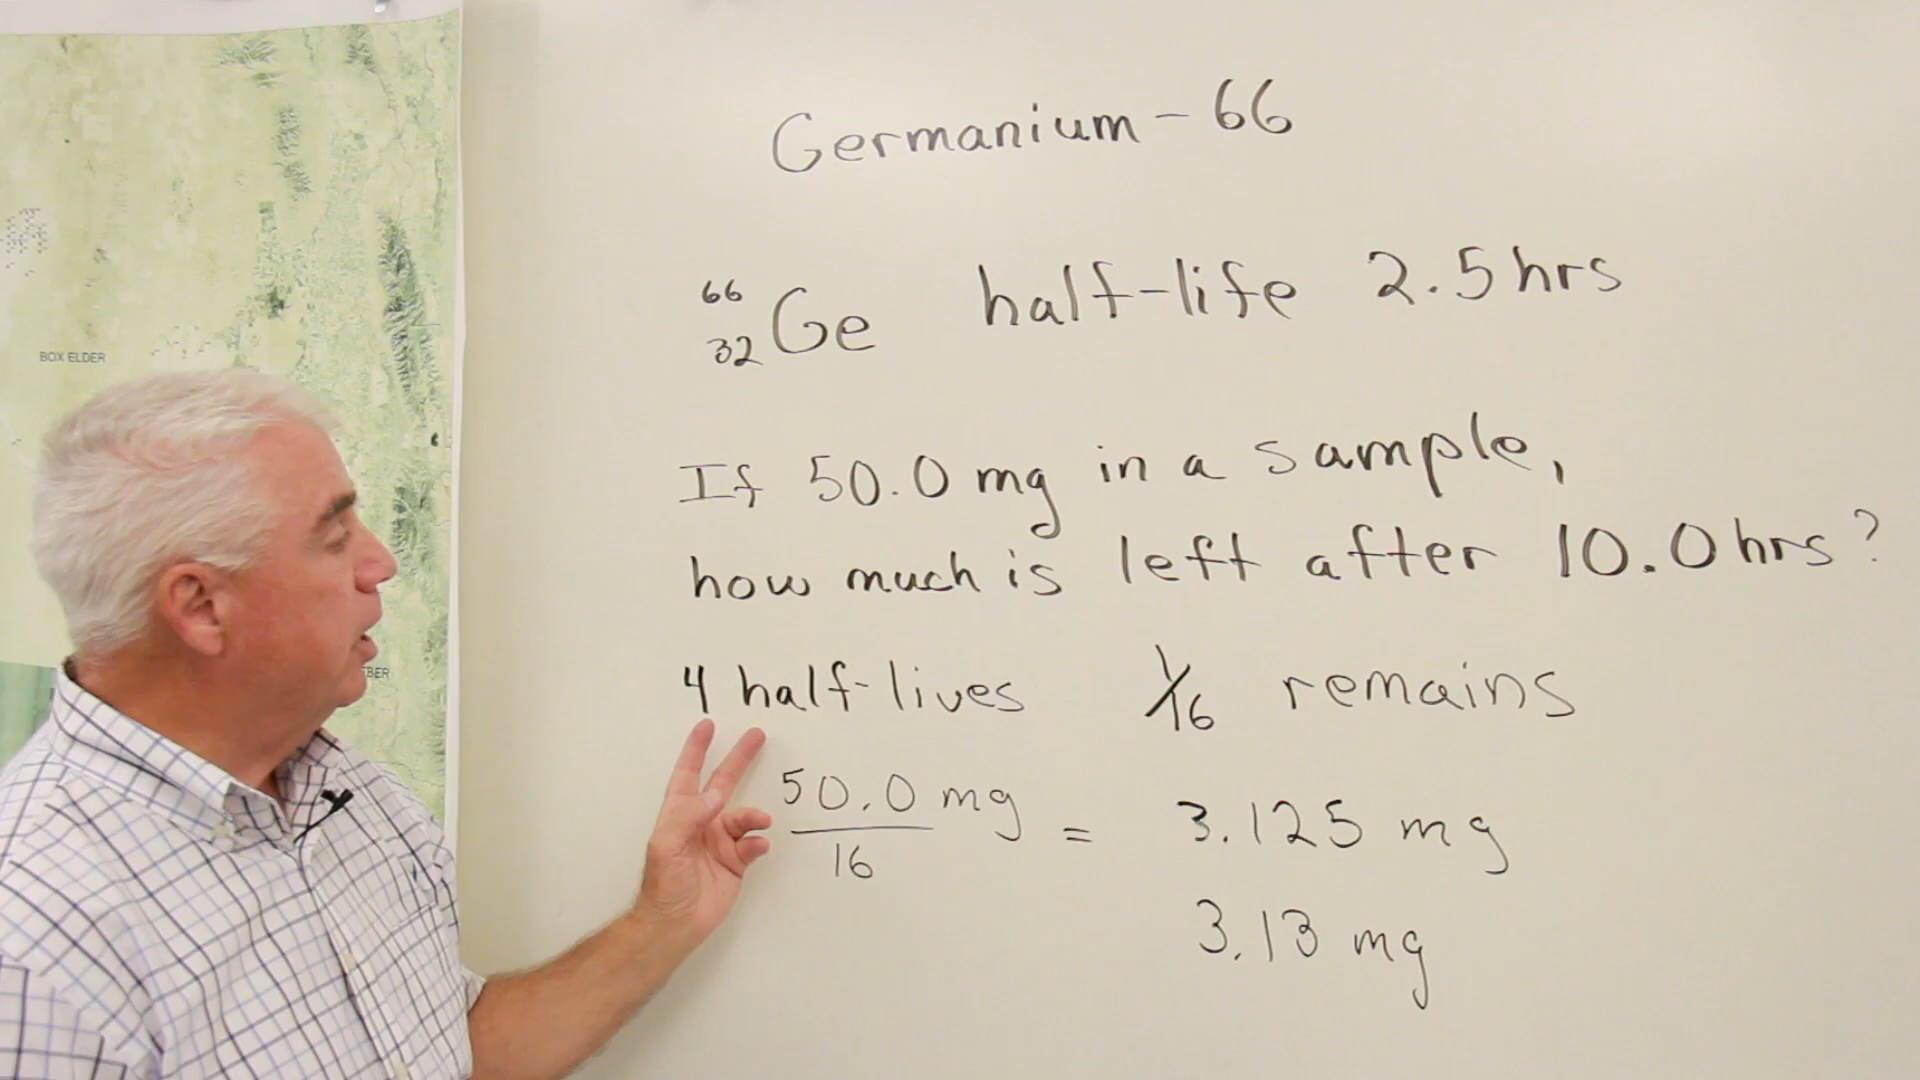 Germanium - 66
66
32 Ge half-life 2.5 hrs
If 50.0 mg in a sample,
how much is left after 10.0 hrs?
4 half-lives 1/16 remains
50.0 mg
16
= 3.125 mg
3.13 mg
BOX ELDER